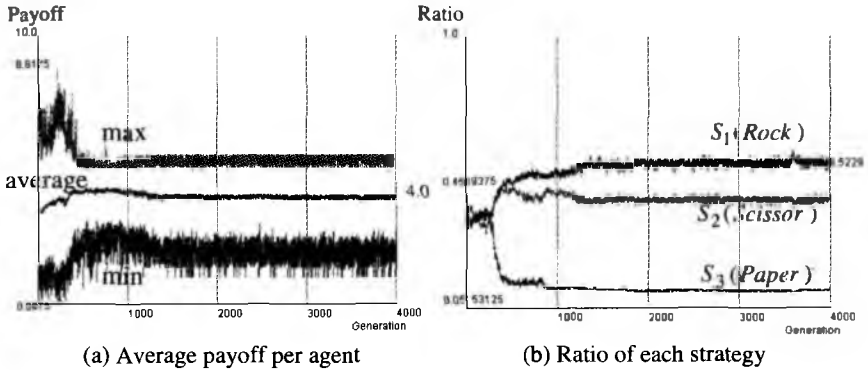 Payoff
10.0
max
average
4.0
min
1000
2000
3000
4000
Generation
(a) Average payoff per agent
Ratio
1.0
S1 (Rock)
S2 (Scissor)
S3 (Paper)
1000
2000
3000
4000
Generation
(b) Ratio of each strategy